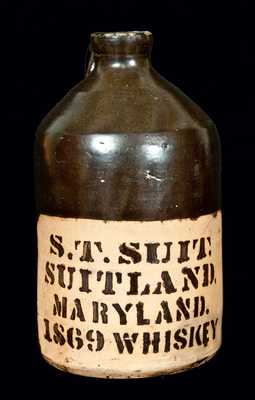 S.T. SUIT.
SUITLAND,
MARYLAND.
1869 WHISKEY